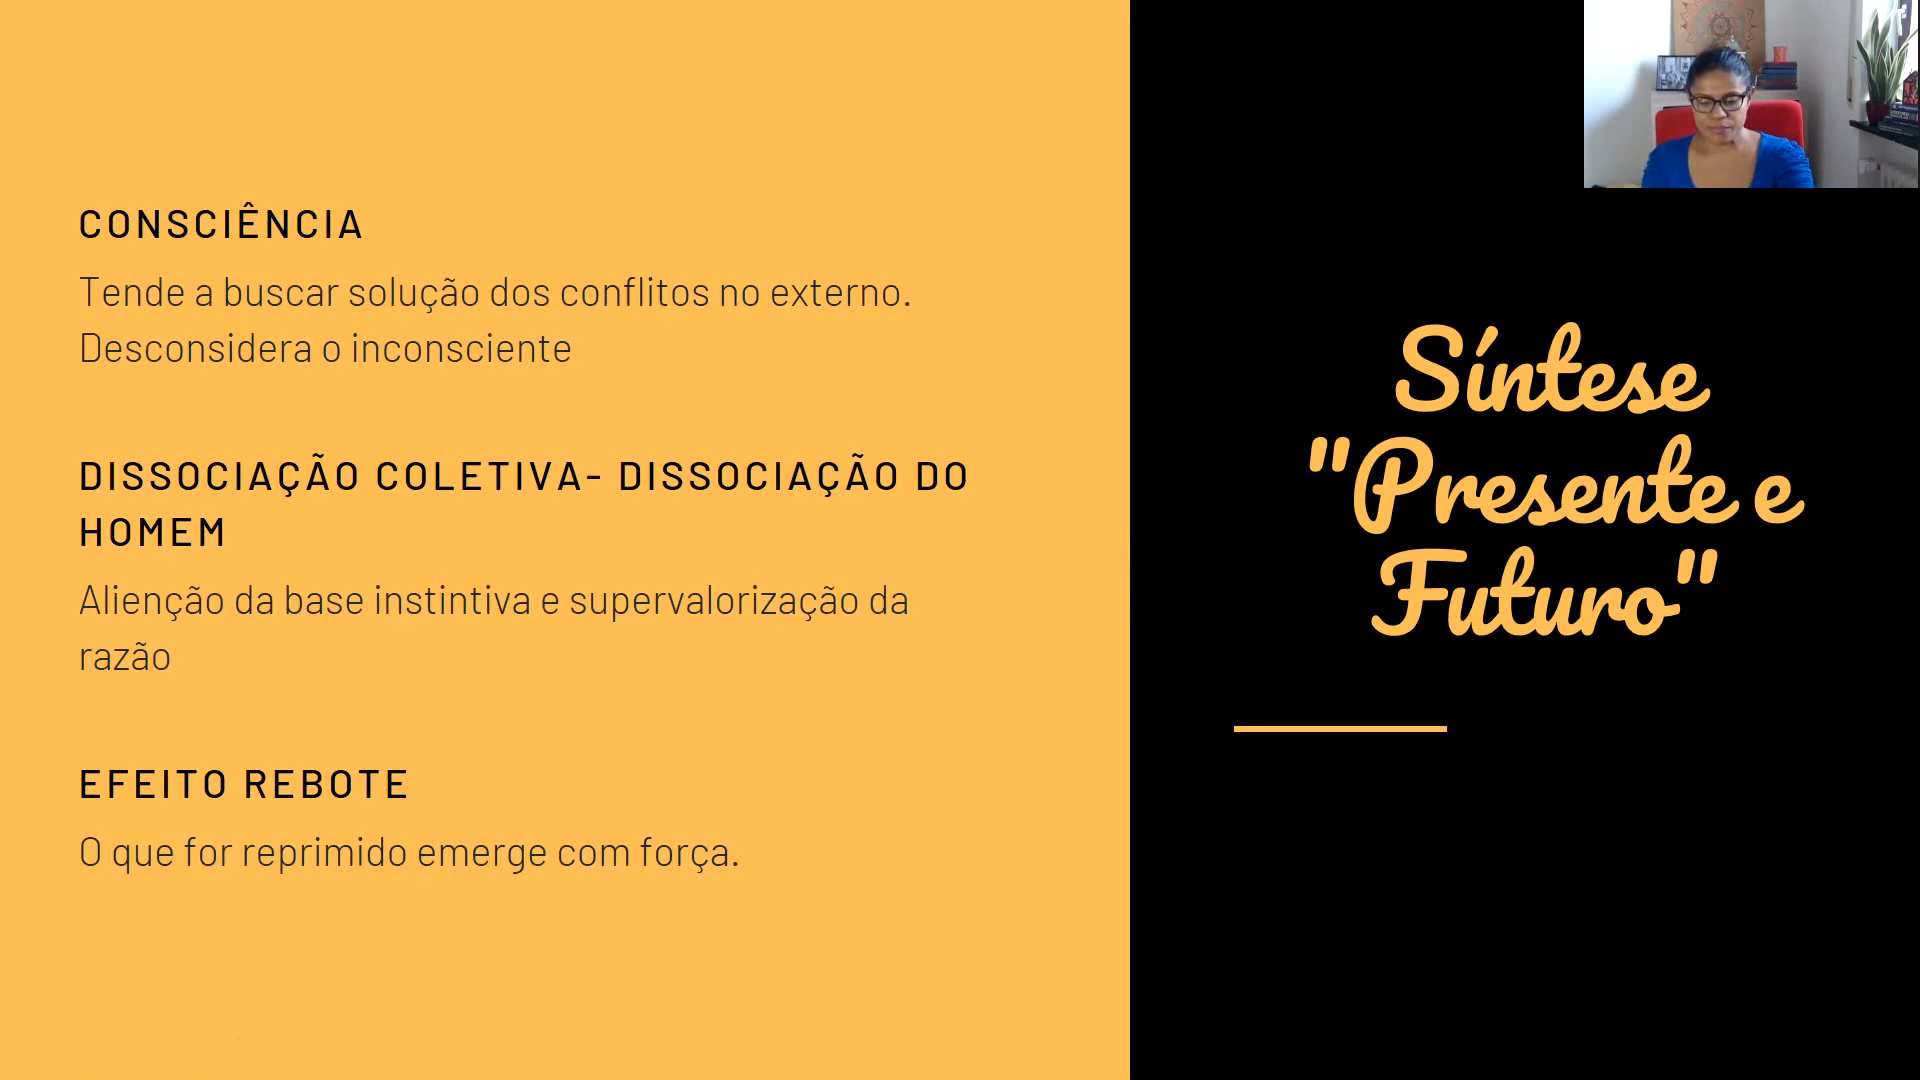 CONSCIÊNCIA
Tende a buscar solução dos conflitos no externo.
Desconsidera o inconsciente
DISSOCIAÇÃO COLETIVA- DISSOCIAÇÃO DO
HOMEM
Alienção da base instintiva e supervalorização da
razão
EFEITO REBOTE
O que for reprimido emerge com força.
Síntese
"Presente e
Futuro"